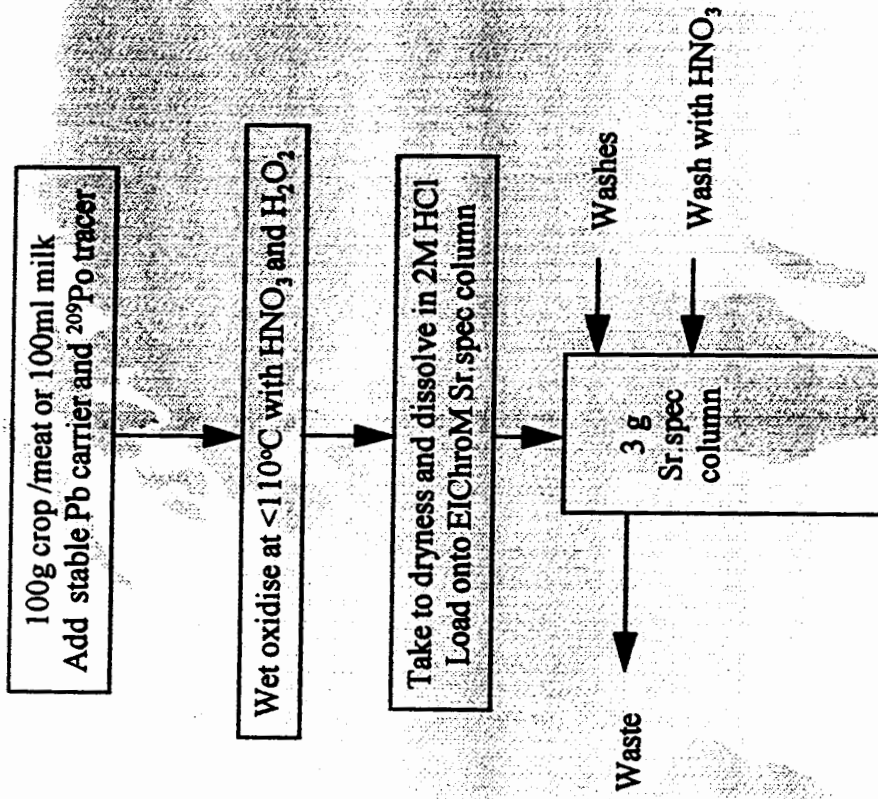 100g crop /meat or 100ml milk
Add stable Pb carrier and ²⁰⁹Po tracer
Wet oxidise at <110°C with HNO₃ and H₂O₂
Take to dryness and dissolve in 2M HCl
Load onto EIChroM Sr.spec column
3 g
Sr.spec
column
Washes
Wash with HNO₃
Waste